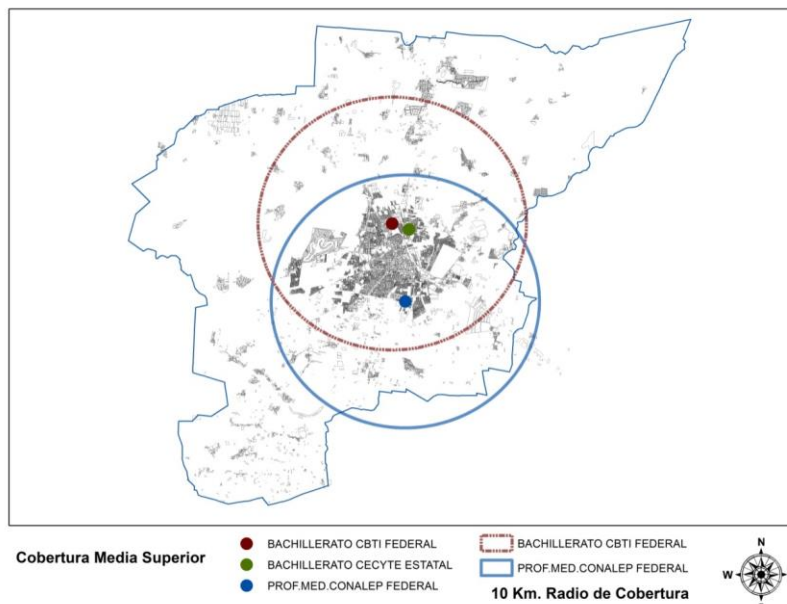 Cobertura Media Superior
BACHILLERATO CBTI FEDERAL
BACHILLERATO CECYTE ESTATAL
PROF.MED.CONALEP FEDERAL
BACHILLERATO CBTI FEDERAL
PROF.MED.CONALEP FEDERAL
10 Km. Radio de Cobertura
N
W
E